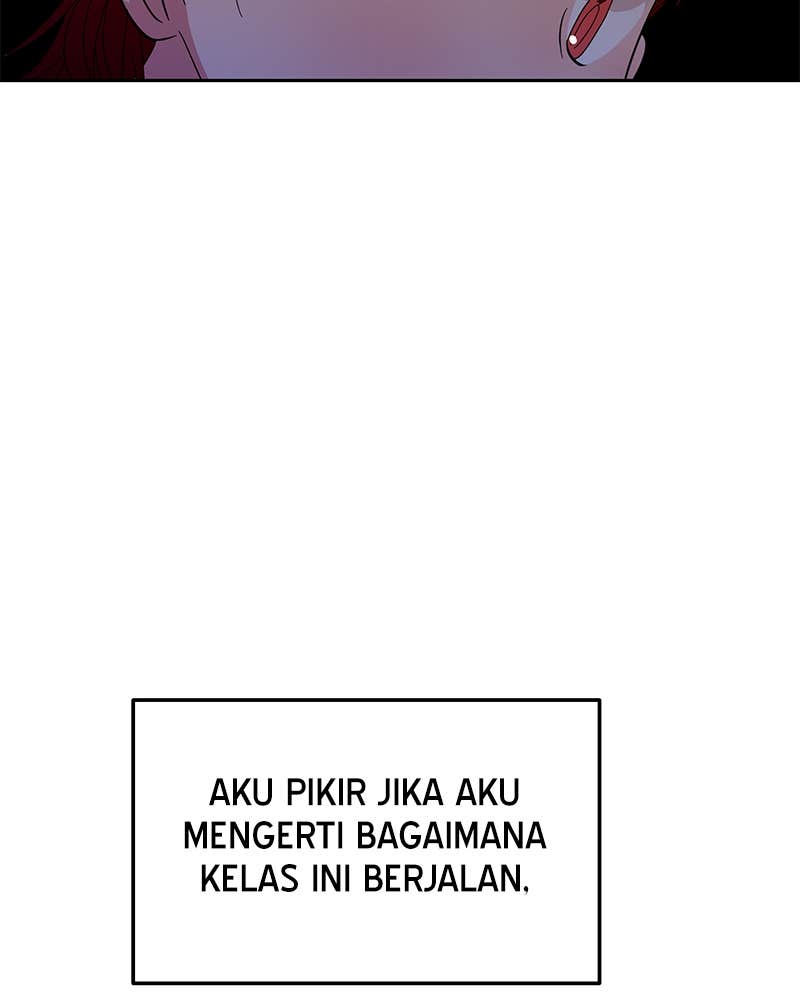 AKU PIKIR JIKA AKU
MENGERTI BAGAIMANA
KELAS INI BERJALAN,